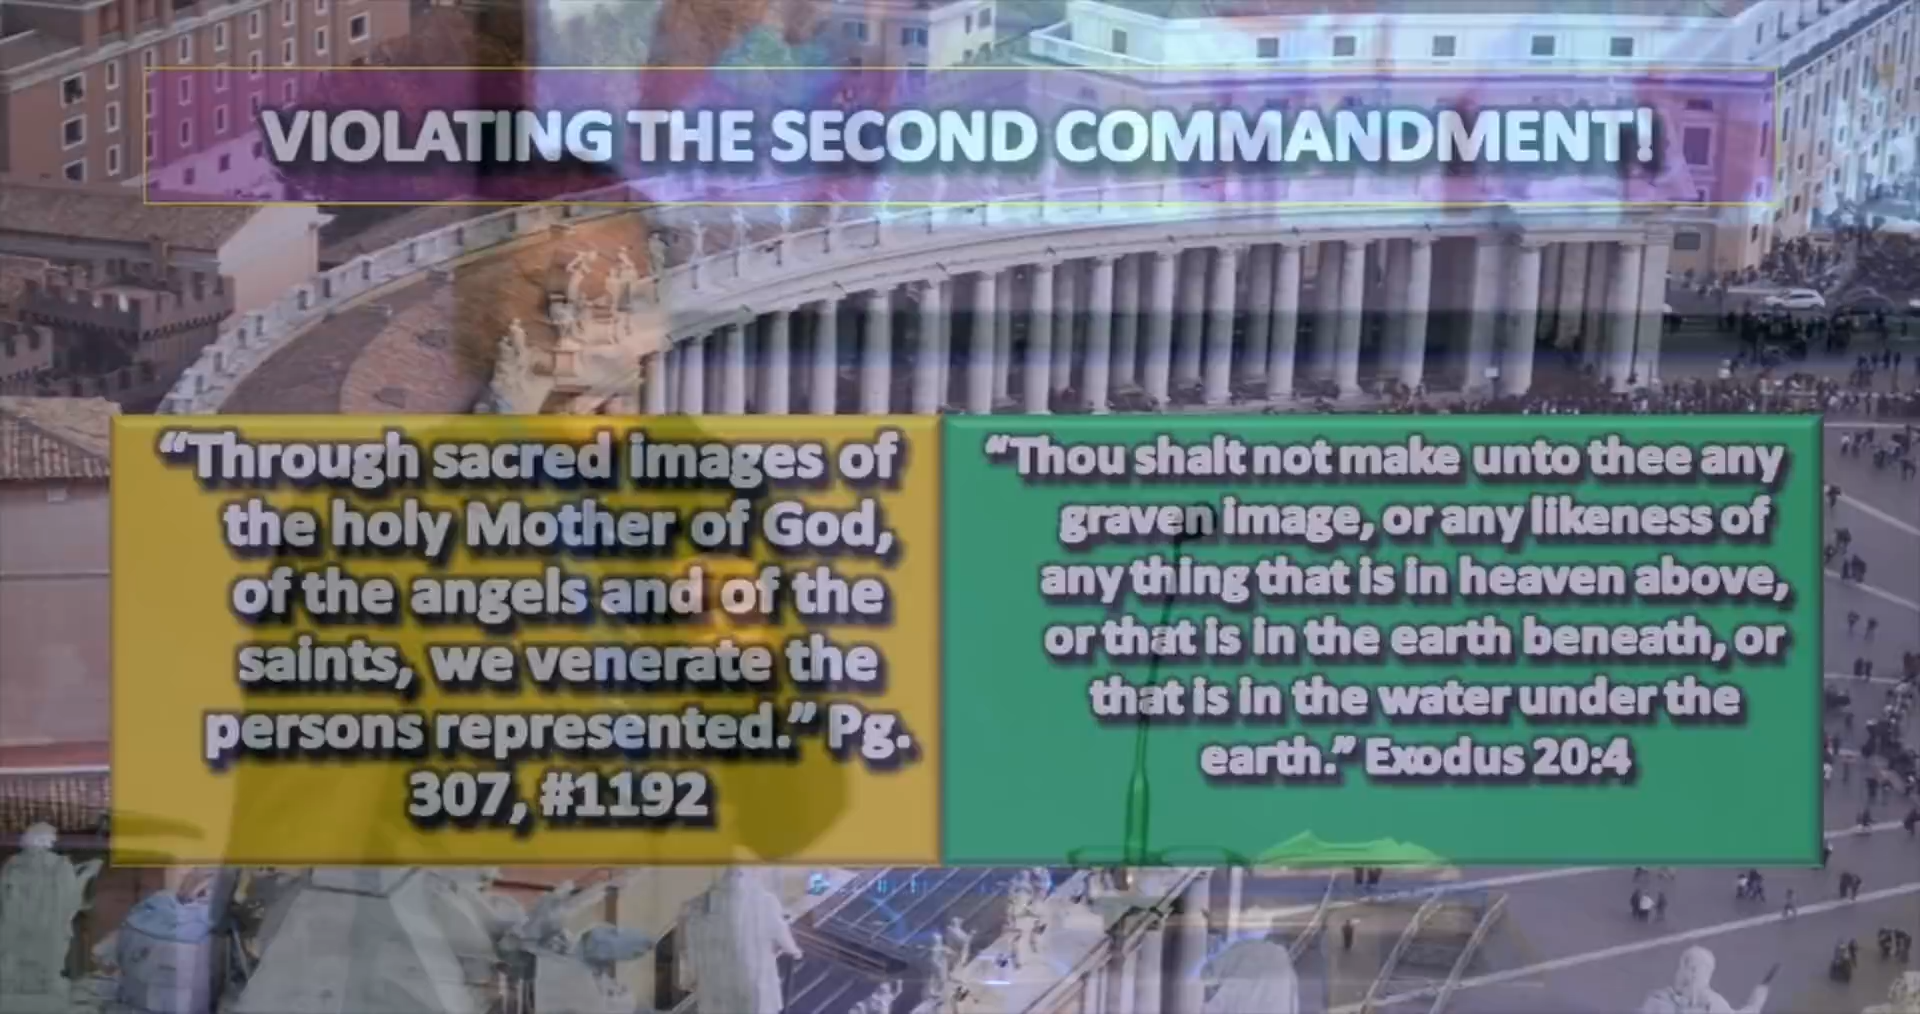 VIOLATING THE SECOND COMMANDMENT!
“Through sacred images of
the holy Mother of God,
of the angels and of the
saints, we venerate the
persons represented.” Pg.
307, #1192
“Thou shalt not make unto thee any
graven image, or any likeness of
any thing that is in heaven above,
or that is in the earth beneath, or
that is in the water under the
earth.” Exodus 20:4